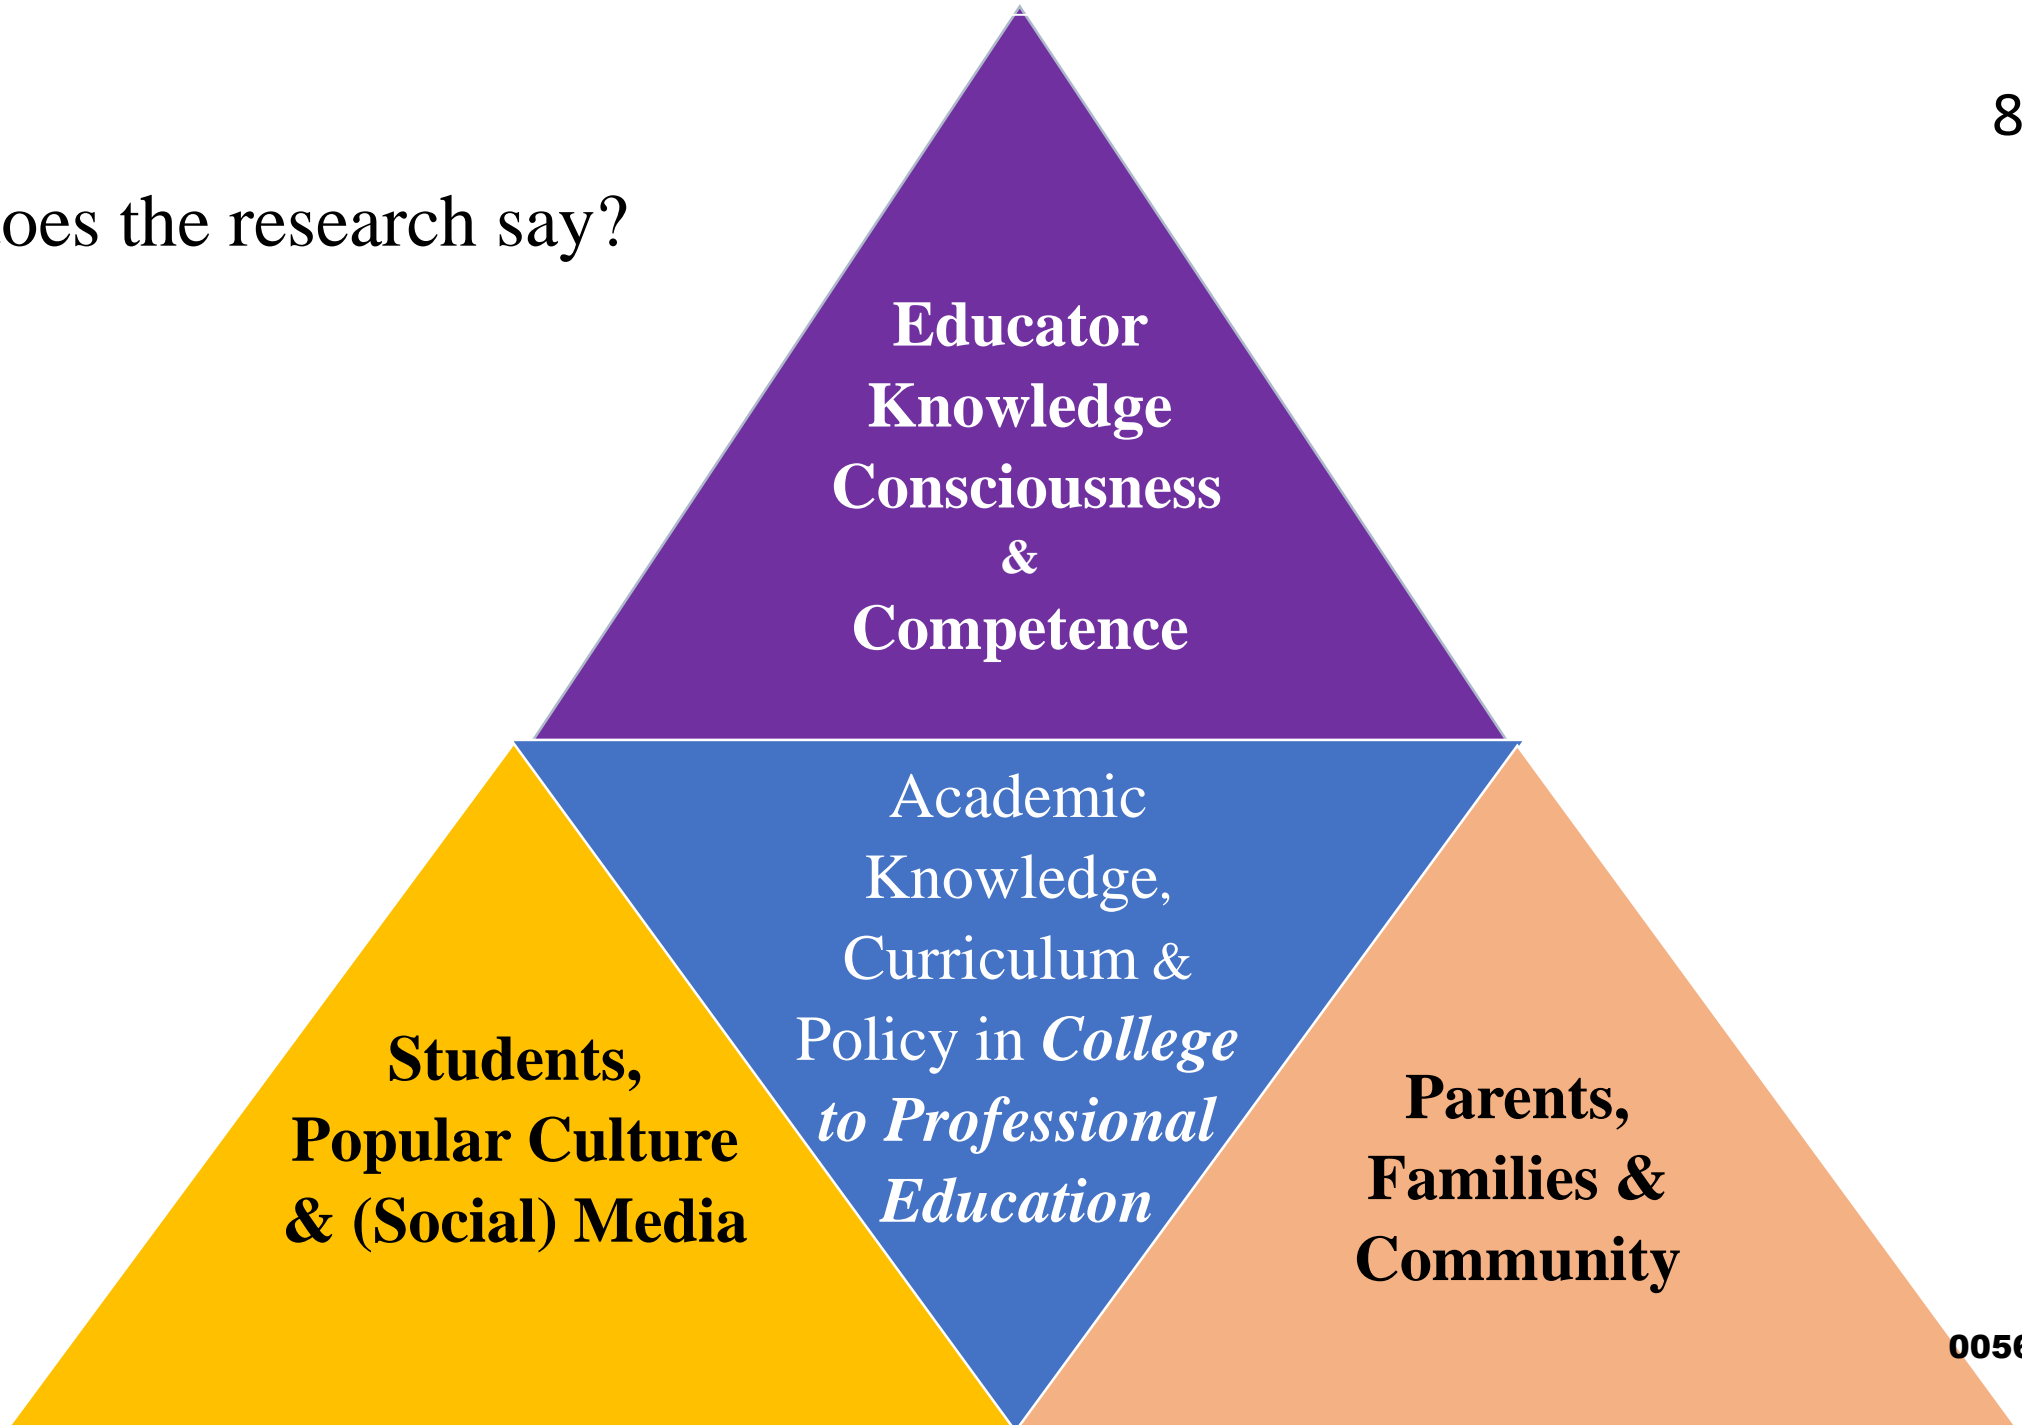 8
oes the research say?
Educator
Knowledge
Consciousness
&
Competence
Academic
Knowledge,
Curriculum &
Policy in College
to Professional
Education
Students,
Popular Culture
& (Social) Media
Parents,
Families &
Community
0056